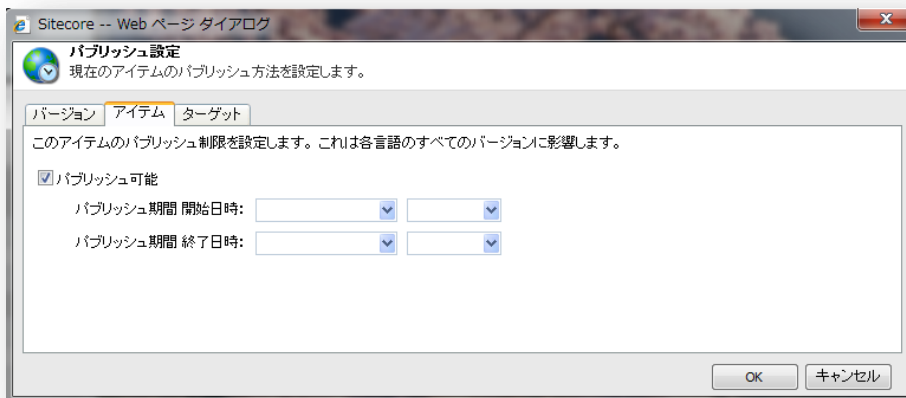 Sitecore -- Web ページ ダイアログ
パブリッシュ設定
現在のアイテムのパブリッシュ方法を設定します。
バージョン アイテム ターゲット
このアイテムのパブリッシュ制限を設定します。これは各言語のすべてのバージョンに影響します。
パブリッシュ可能
パブリッシュ期間 開始日時:
パブリッシュ期間 終了日時:
OK キャンセル